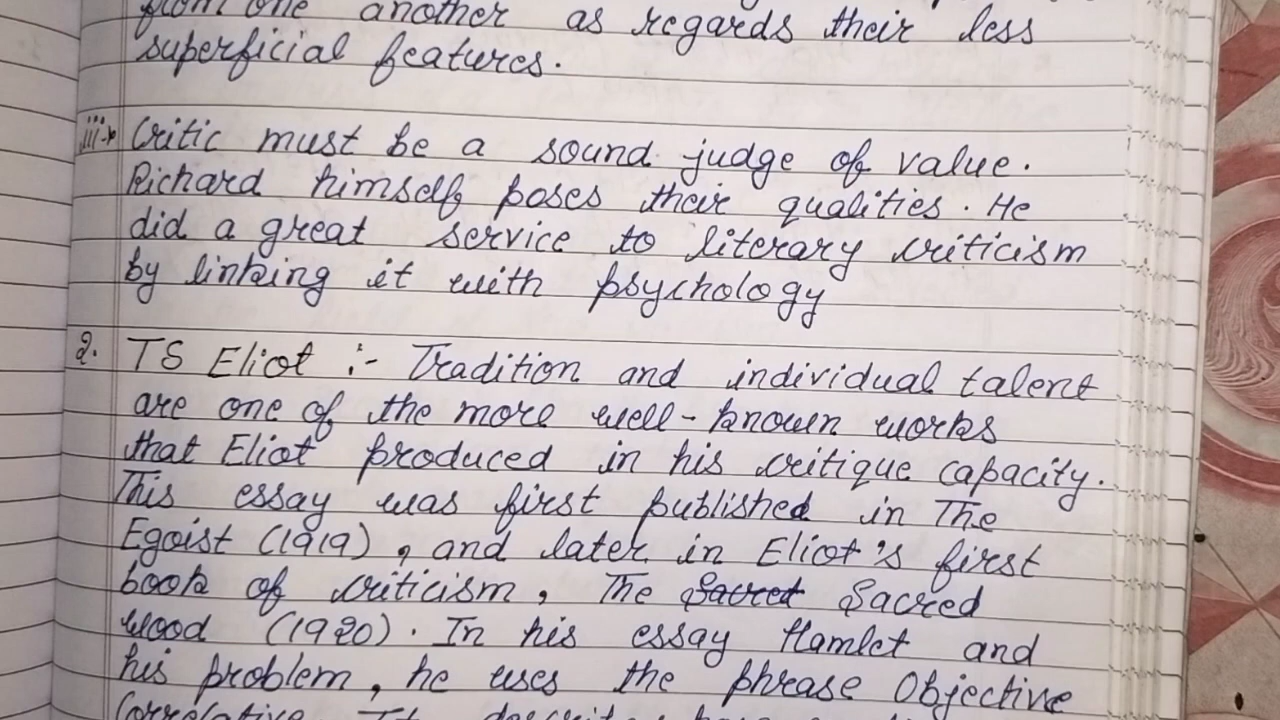 from one another as regards their less
superficial features.
iii→ Critic must be a sound judge of value.
Richard himself poses their qualities. He
did a great service to literary criticism
by linking it with psychology
2. TS Eliot :- Tradition and individual talent
are one of the more well-known works
that Eliot produced in his critique capacity.
This essay was first published in The
Egoist (1919), and later in Eliot's first
book of criticism, The Sacred Sacred
Wood (1920). In his essay Hamlet and
his problem, he uses the phrase Objective
Correlative.